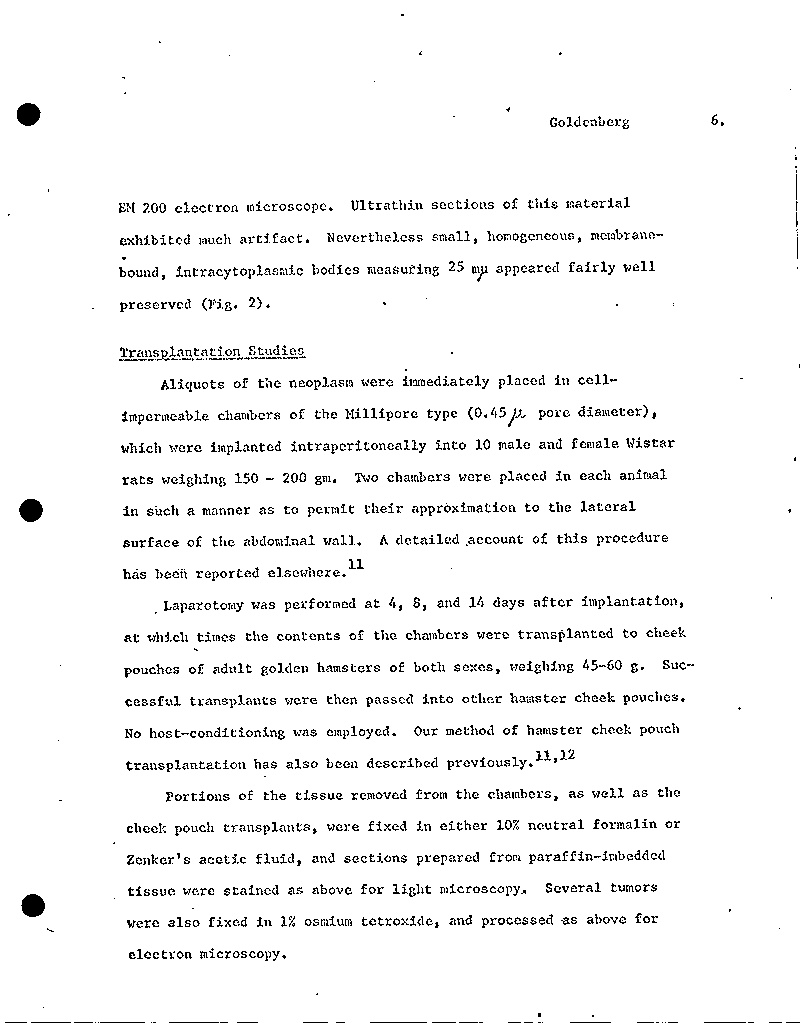 Goldenberg 6.
EM 200 electron microscope. Ultrathin sections of this material
exhibited much artifact. Nevertheless small, homogeneous, membrane-
bound, intracytoplasmic bodies measuring 25 mμ appeared fairly well
preserved (Fig. 2).
Transplantation Studies
Aliquots of the neoplasm were immediately placed in cell-
impermeable chambers of the Millipore type (0.45 μ pore diameter),
which were implanted intraperitoneally into 10 male and female Wistar
rats weighing 150 - 200 gm. Two chambers were placed in each animal
in such a manner as to permit their approximation to the lateral
surface of the abdominal wall. A detailed account of this procedure
has been reported elsewhere.11
Laparotomy was performed at 4, 8, and 14 days after implantation,
at which times the contents of the chambers were transplanted to cheek
pouches of adult golden hamsters of both sexes, weighing 45-60 g. Suc-
cessful transplants were then passed into other hamster cheek pouches.
No host-conditioning was employed. Our method of hamster cheek pouch
transplantation has also been described previously.11,12
Portions of the tissue removed from the chambers, as well as the
cheek pouch transplants, were fixed in either 10% neutral formalin or
Zenker's acetic fluid, and sections prepared from paraffin-imbedded
tissue were stained as above for light microscopy. Several tumors
were also fixed in 1% osmium tetroxide, and processed as above for
electron microscopy.